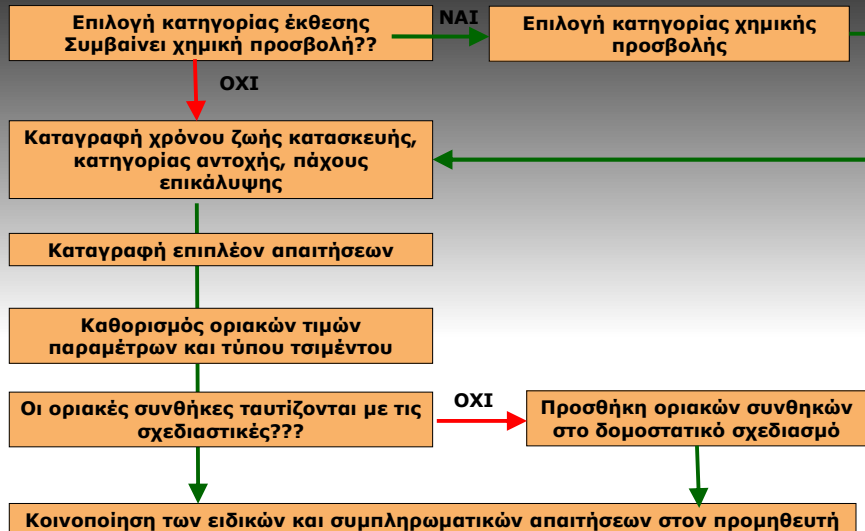 Επιλογή κατηγορίας έκθεσης
Συμβαίνει χημική προσβολή??
ΝΑΙ
Επιλογή κατηγορίας χημικής
προσβολής
ΟΧΙ
Καταγραφή χρόνου ζωής κατασκευής,
κατηγορίας αντοχής, πάχους
επικάλυψης
Καταγραφή επιπλέον απαιτήσεων
Καθορισμός οριακών τιμών
παραμέτρων και τύπου τσιμέντου
Οι οριακές συνθήκες ταυτίζονται με τις
σχεδιαστικές???
ΟΧΙ
Προσθήκη οριακών συνθηκών
στο δομοστατικό σχεδιασμό
Κοινοποίηση των ειδικών και συμπληρωματικών απαιτήσεων στον προμηθευτή